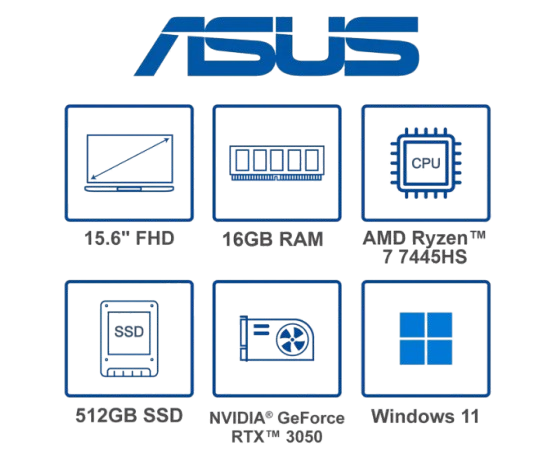 ASUS
15.6" FHD
16GB RAM
CPU
AMD Ryzen™
7 7445HS
SSD
512GB SSD
NVIDIA® GeForce
RTX™ 3050
Windows 11